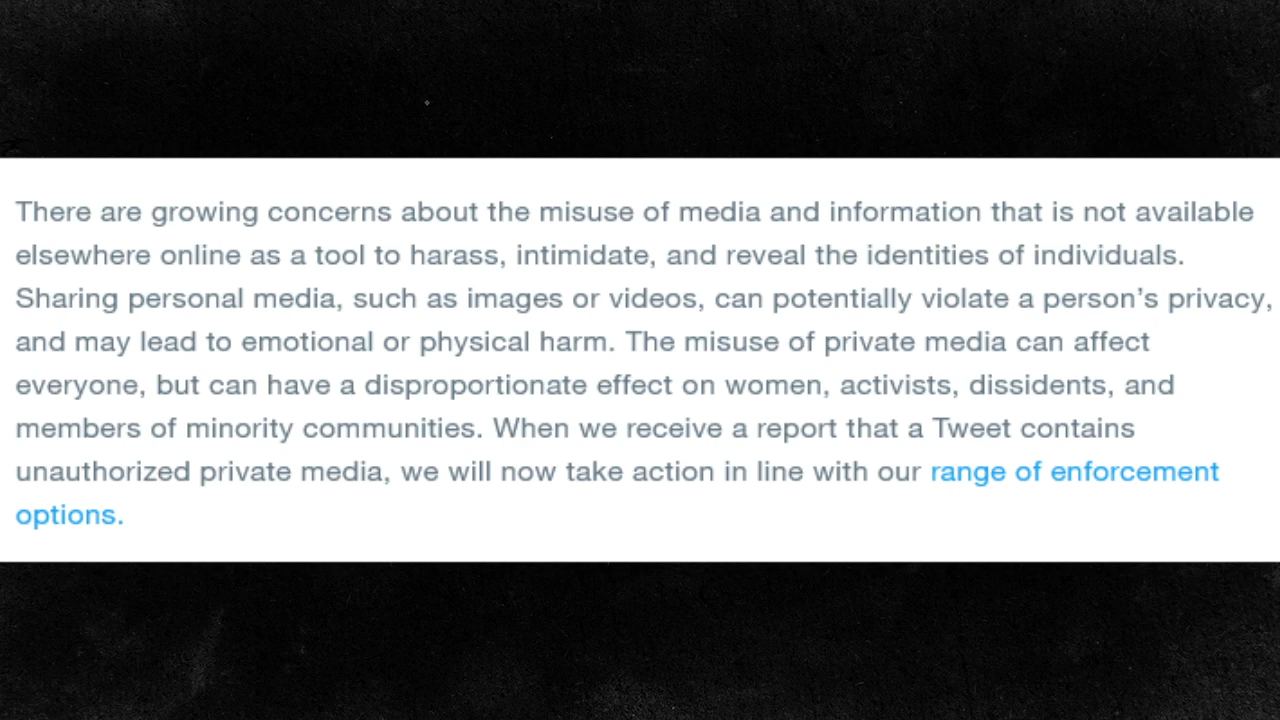 There are growing concerns about the misuse of media and information that is not available
elsewhere online as a tool to harass, intimidate, and reveal the identities of individuals.
Sharing personal media, such as images or videos, can potentially violate a person’s privacy,
and may lead to emotional or physical harm. The misuse of private media can affect
everyone, but can have a disproportionate effect on women, activists, dissidents, and
members of minority communities. When we receive a report that a Tweet contains
unauthorized private media, we will now take action in line with our range of enforcement
options.